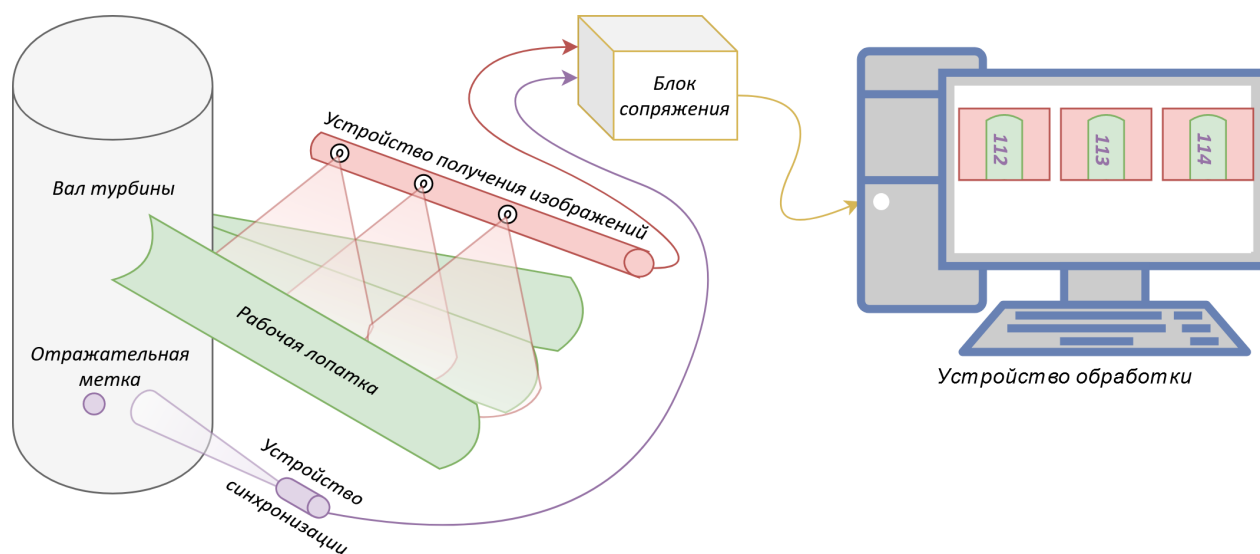 Вал турбины
Отражательная
метка
Устройство получения изображений
Рабочая лопатка
Устройство
синхронизации
Блок
сопряжения
112
113
114
Устройство обработки